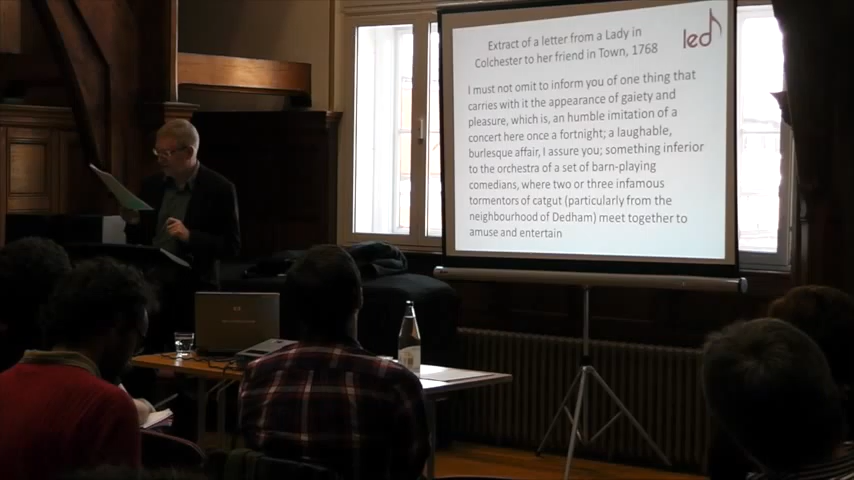 Extract of a letter from a Lady in
Colchester to her friend in Town, 1768
led
I must not omit to inform you of one thing that
carries with it the appearance of gaiety and
pleasure, which is, an humble imitation of a
concert here once a fortnight; a laughable,
burlesque affair, I assure you; something inferior
to the orchestra of a set of barn-playing
comedians, where two or three infamous
tormentors of catgut (particularly from the
neighbourhood of Dedham) meet together to
amuse and entertain